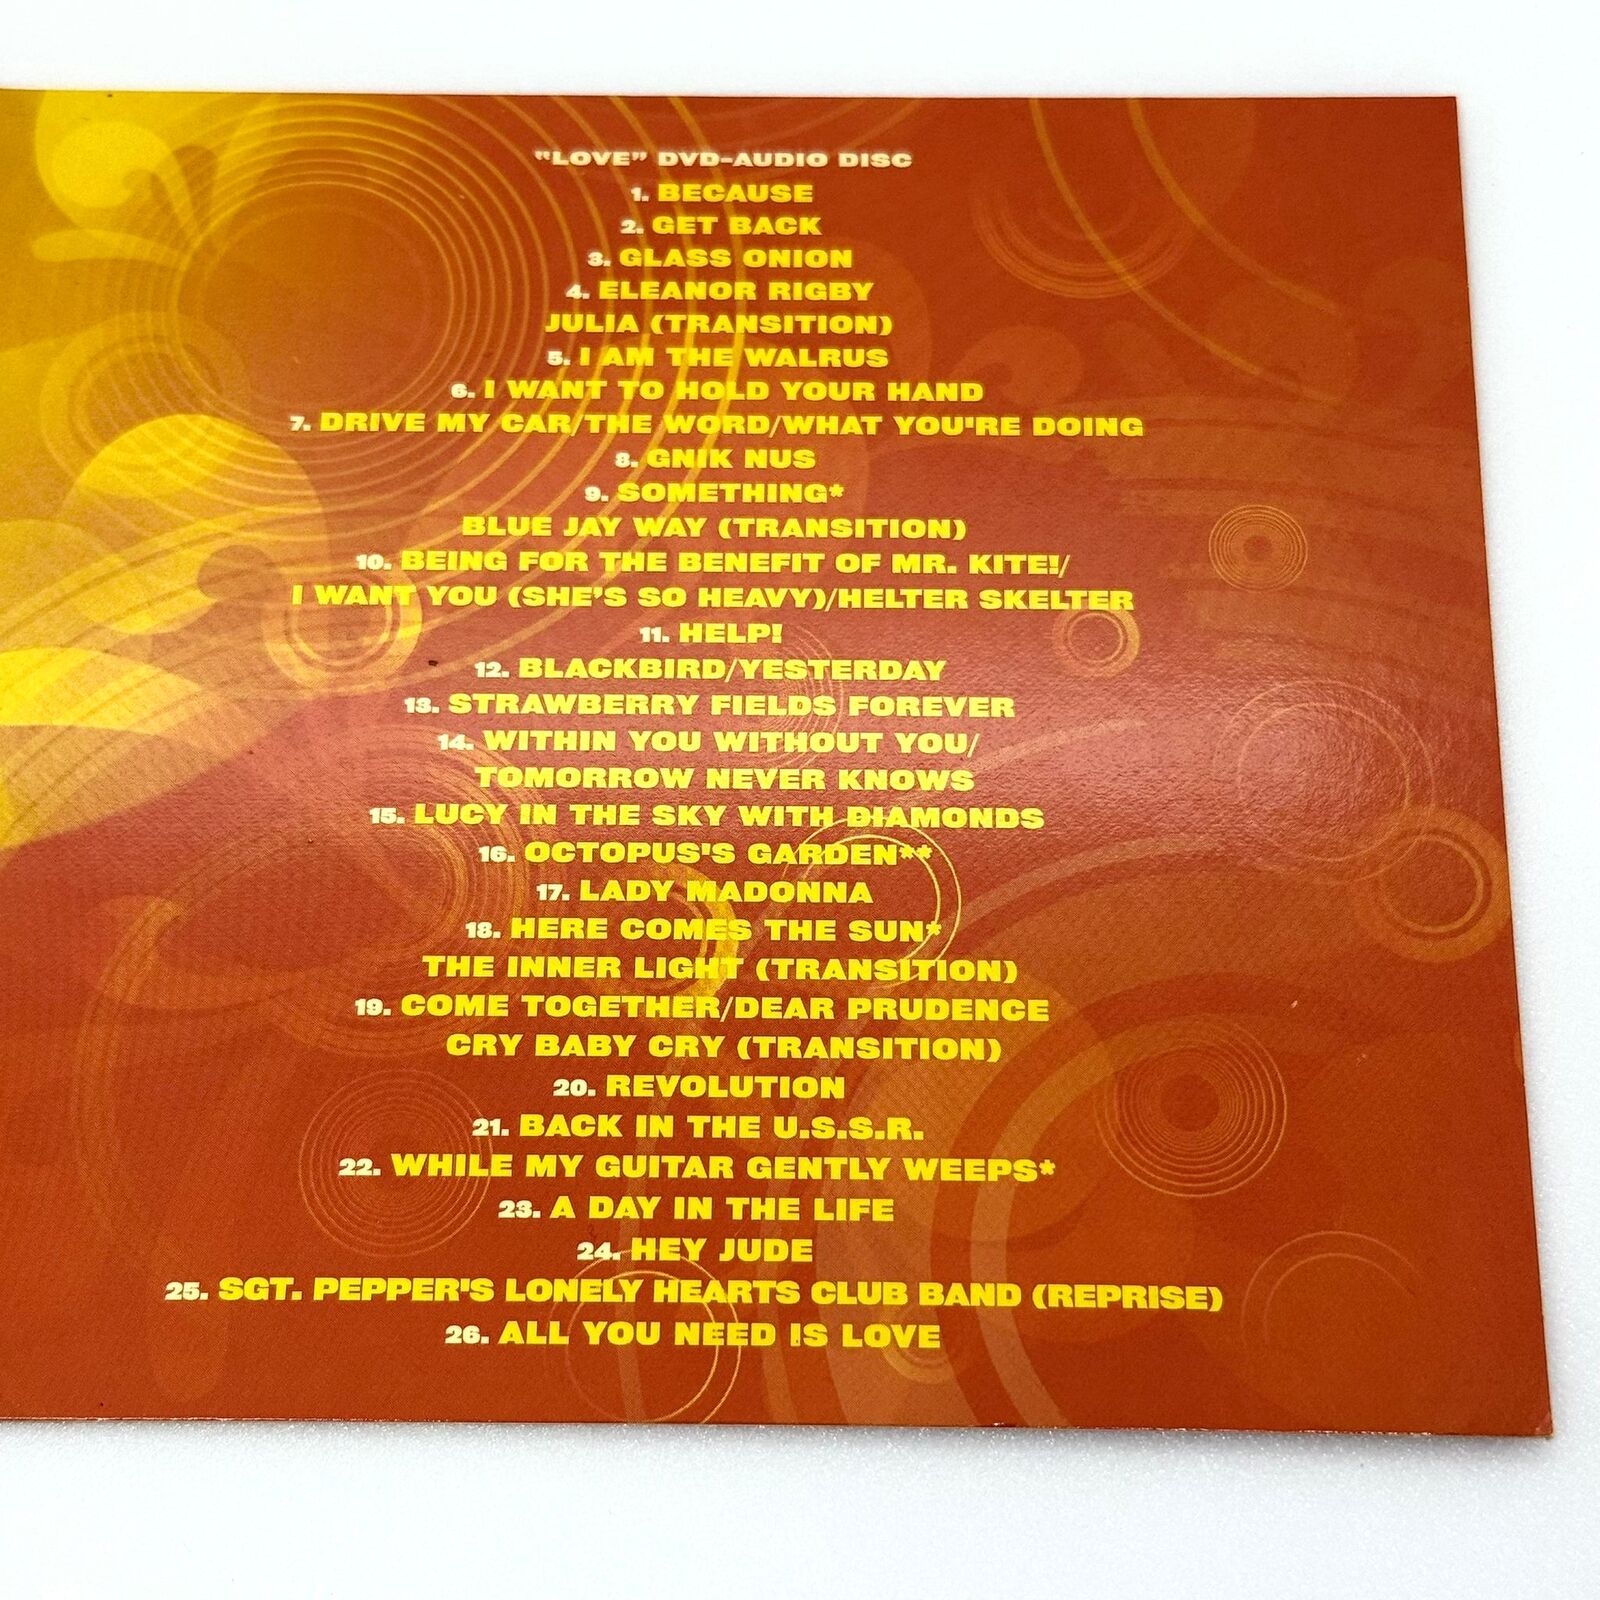 "LOVE" DVD-AUDIO DISC
1. BECAUSE
2. GET BACK
3. GLASS ONION
4. ELEANOR RIGBY
JULIA (TRANSITION)
5. I AM THE WALRUS
6. I WANT TO HOLD YOUR HAND
7. DRIVE MY CAR/THE WORD/WHAT YOU'RE DOING
8. GNIK NUS
9. SOMETHING*
BLUE JAY WAY (TRANSITION)
10. BEING FOR THE BENEFIT OF MR. KITE!/
I WANT YOU (SHE'S SO HEAVY)/HELTER SKELTER
11. HELP!
12. BLACKBIRD/YESTERDAY
13. STRAWBERRY FIELDS FOREVER
14. WITHIN YOU WITHOUT YOU/
TOMORROW NEVER KNOWS
15. LUCY IN THE SKY WITH DIAMONDS
16. OCTOPUS'S GARDEN**
17. LADY MADONNA
18. HERE COMES THE SUN*
THE INNER LIGHT (TRANSITION)
19. COME TOGETHER/DEAR PRUDENCE
CRY BABY CRY (TRANSITION)
20. REVOLUTION
21. BACK IN THE U.S.S.R.
22. WHILE MY GUITAR GENTLY WEEPS*
23. A DAY IN THE LIFE
24. HEY JUDE
25. SGT. PEPPER'S LONELY HEARTS CLUB BAND (REPRISE)
26. ALL YOU NEED IS LOVE